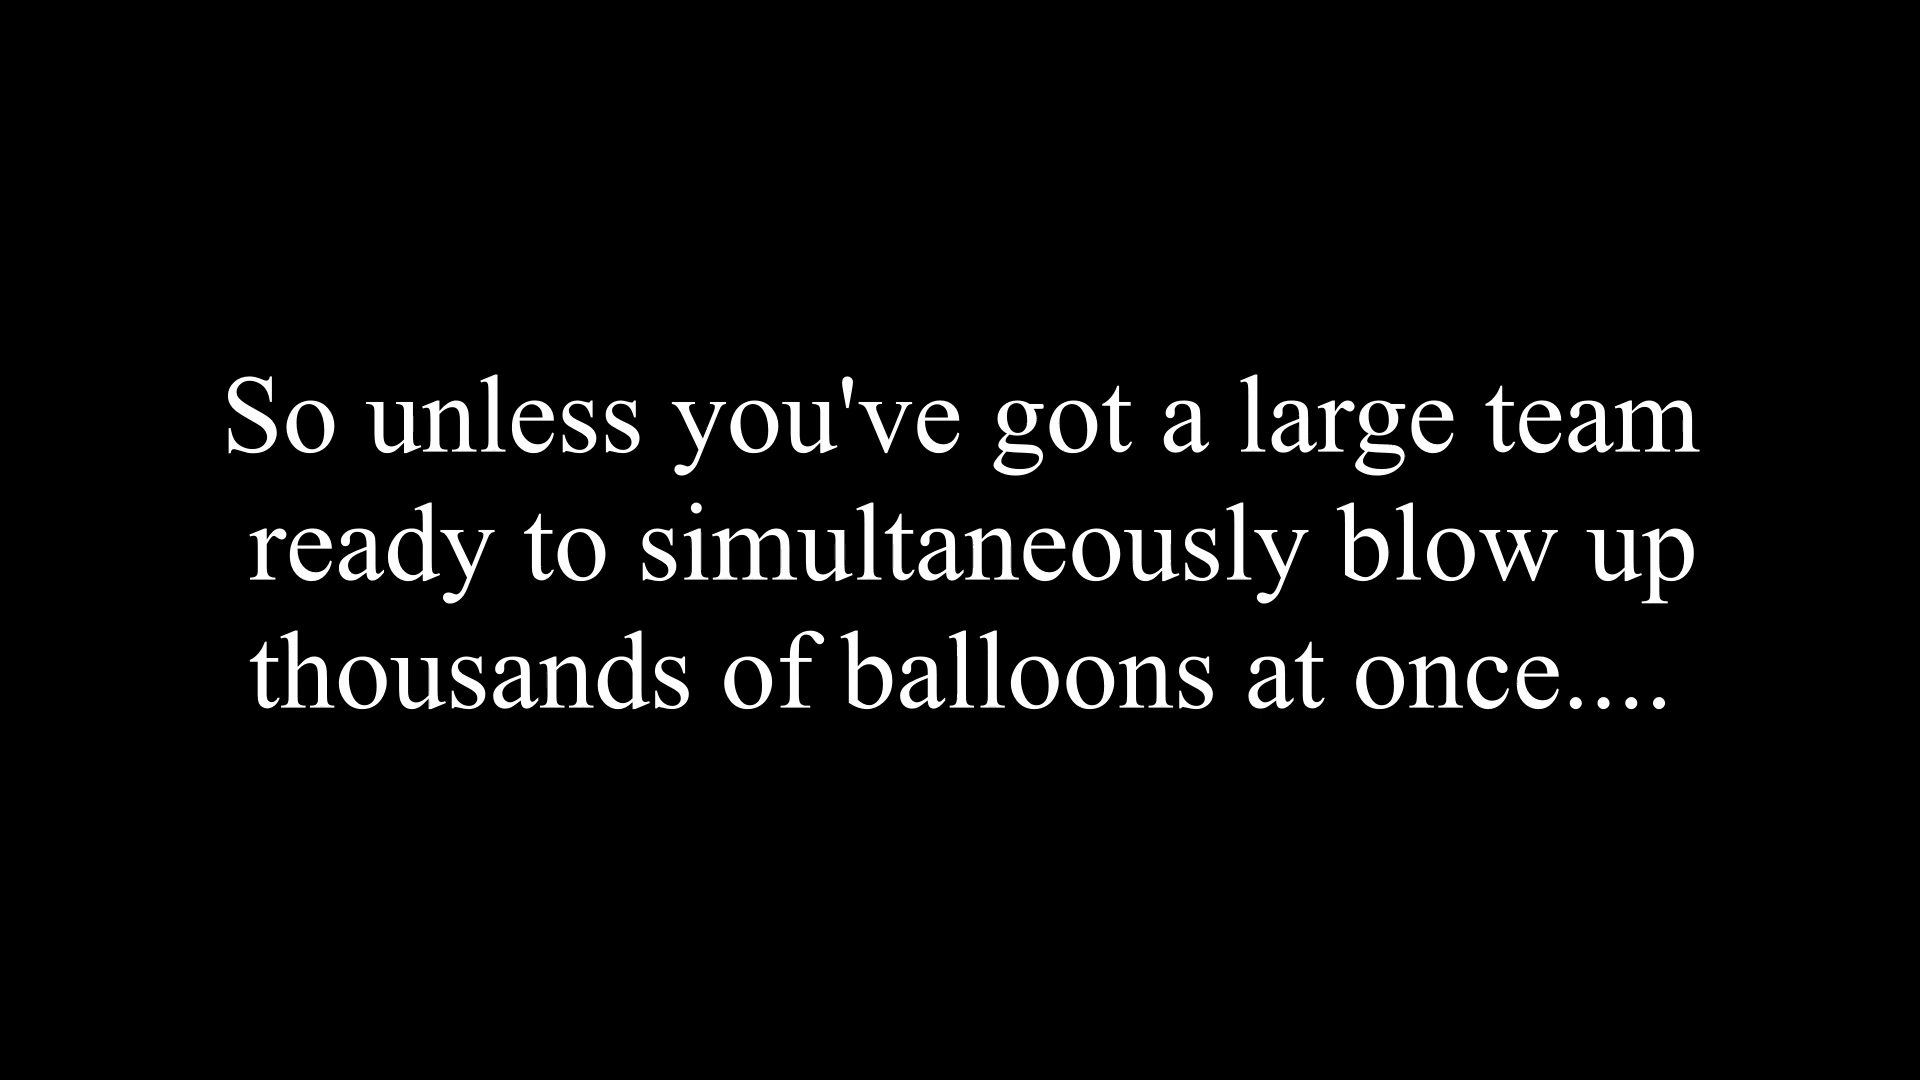 So unless you've got a large team
ready to simultaneously blow up
thousands of balloons at once....